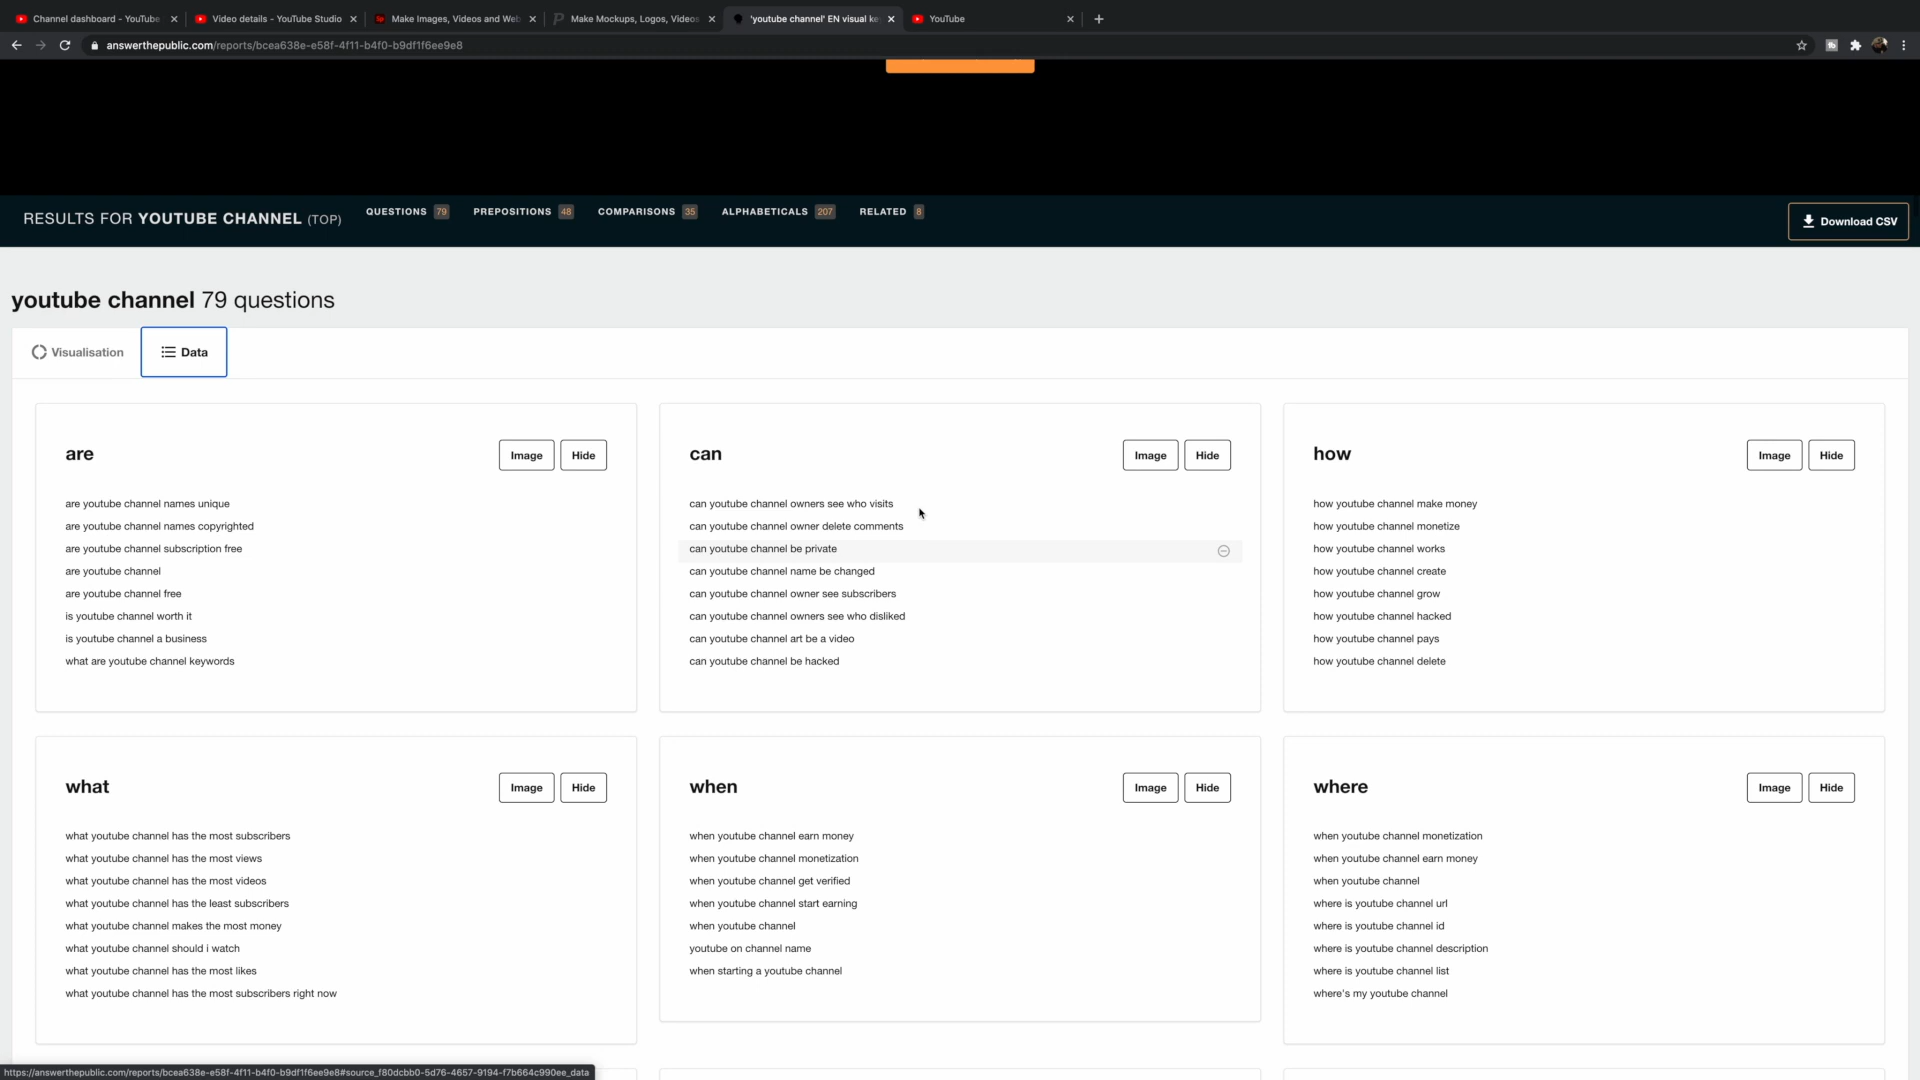 Channel dashboard - YouTube
Video details - YouTube Studio
Make Images, Videos and Web
Make Mockups, Logos, Videos
'youtube channel' EN visual ke
YouTube
answerthepublic.com/reports/bcea638e-e58f-4f11-b4f0-b9df1f6ee9e8
RESULTS FOR YOUTUBE CHANNEL (TOP)
QUESTIONS 79
PREPOSITIONS 48
COMPARISONS 35
ALPHABETICALS 207
RELATED 8
Download CSV
youtube channel 79 questions
Visualisation
Data
are
Image
Hide
are youtube channel names unique
are youtube channel names copyrighted
are youtube channel subscription free
are youtube channel
are youtube channel free
is youtube channel worth it
is youtube channel a business
what are youtube channel keywords
can
Image
Hide
can youtube channel owners see who visits
can youtube channel owner delete comments
can youtube channel be private
can youtube channel name be changed
can youtube channel owner see subscribers
can youtube channel owners see who disliked
can youtube channel art be a video
can youtube channel be hacked
how
Image
Hide
how youtube channel make money
how youtube channel monetize
how youtube channel works
how youtube channel create
how youtube channel grow
how youtube channel hacked
how youtube channel pays
how youtube channel delete
what
Image
Hide
what youtube channel has the most subscribers
what youtube channel has the most views
what youtube channel has the most videos
what youtube channel has the least subscribers
what youtube channel makes the most money
what youtube channel should i watch
what youtube channel has the most likes
what youtube channel has the most subscribers right now
when
Image
Hide
when youtube channel earn money
when youtube channel monetization
when youtube channel get verified
when youtube channel start earning
when youtube channel
youtube on channel name
when starting a youtube channel
where
Image
Hide
when youtube channel monetization
when youtube channel earn money
when youtube channel
where is youtube channel url
where is youtube channel id
where is youtube channel description
where is youtube channel list
where's my youtube channel
https://answerthepublic.com/reports/bcea638e-e58f-4f11-b4f0-b9df1f6ee9e8#source_f80dcbb0-5d76-4657-9194-f7b664c990ee_data